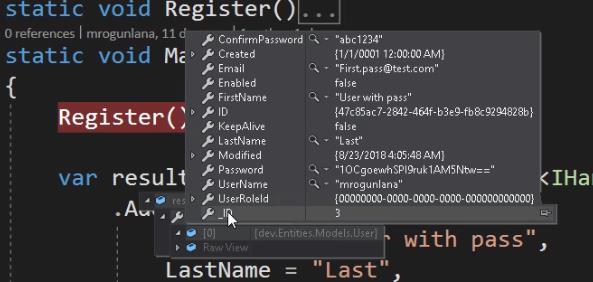 static void Register()...
0 references | mrogunlana, 11 d
static void Ma
{
Register()
var result
<IHan
.Ad
ConfirmPassword "abc1234"
Created {1/1/0001 12:00:00 AM}
Email "First.pass@test.com"
Enabled false
FirstName "User with pass"
ID {47c85ac7-2842-464f-b3e9-fb8c9294828b}
KeepAlive false
LastName "Last"
Modified {8/23/2018 4:05:48 AM}
Password "1OCgoewhSPI9ruk1AM5Ntw=="
UserName "mrogunlana"
UserRoleId {00000000-0000-0000-0000-000000000000}
_ID 3
[0] {dev.Entities.Models.User}
Raw View
r with pass",
LastName = "Last",